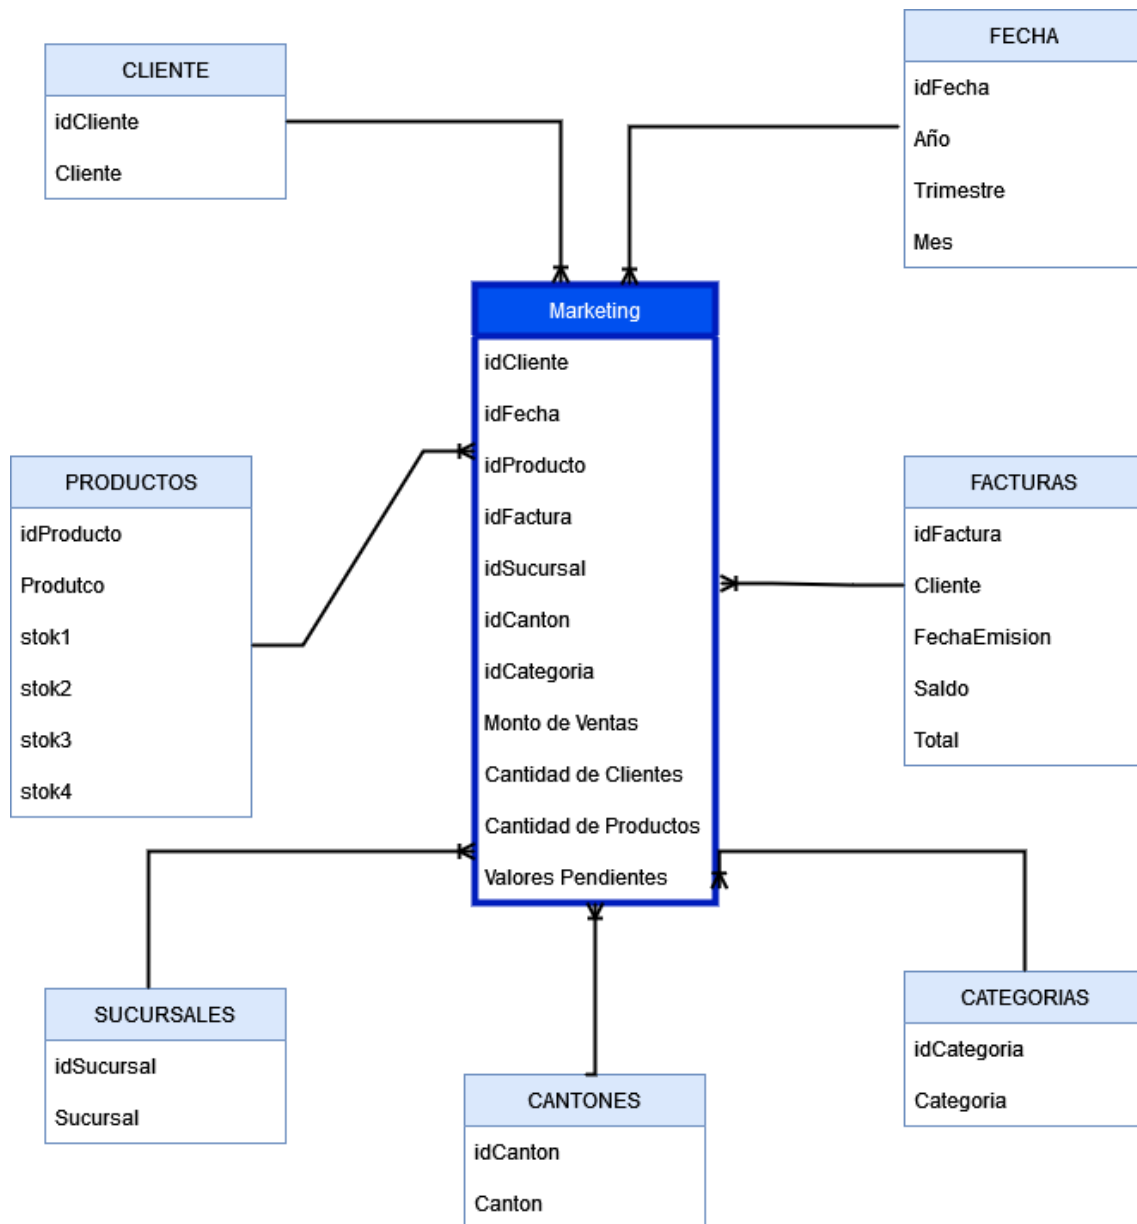 CLIENTE
idCliente
Cliente
FECHA
idFecha
Año
Trimestre
Mes
Marketing
idCliente
idFecha
idProducto
idFactura
idSucursal
idCanton
idCategoria
Monto de Ventas
Cantidad de Clientes
Cantidad de Productos
Valores Pendientes
PRODUCTOS
idProducto
Produtco
stok1
stok2
stok3
stok4
FACTURAS
idFactura
Cliente
FechaEmision
Saldo
Total
SUCURSALES
idSucursal
Sucursal
CANTONES
idCanton
Canton
CATEGORIAS
idCategoria
Categoria